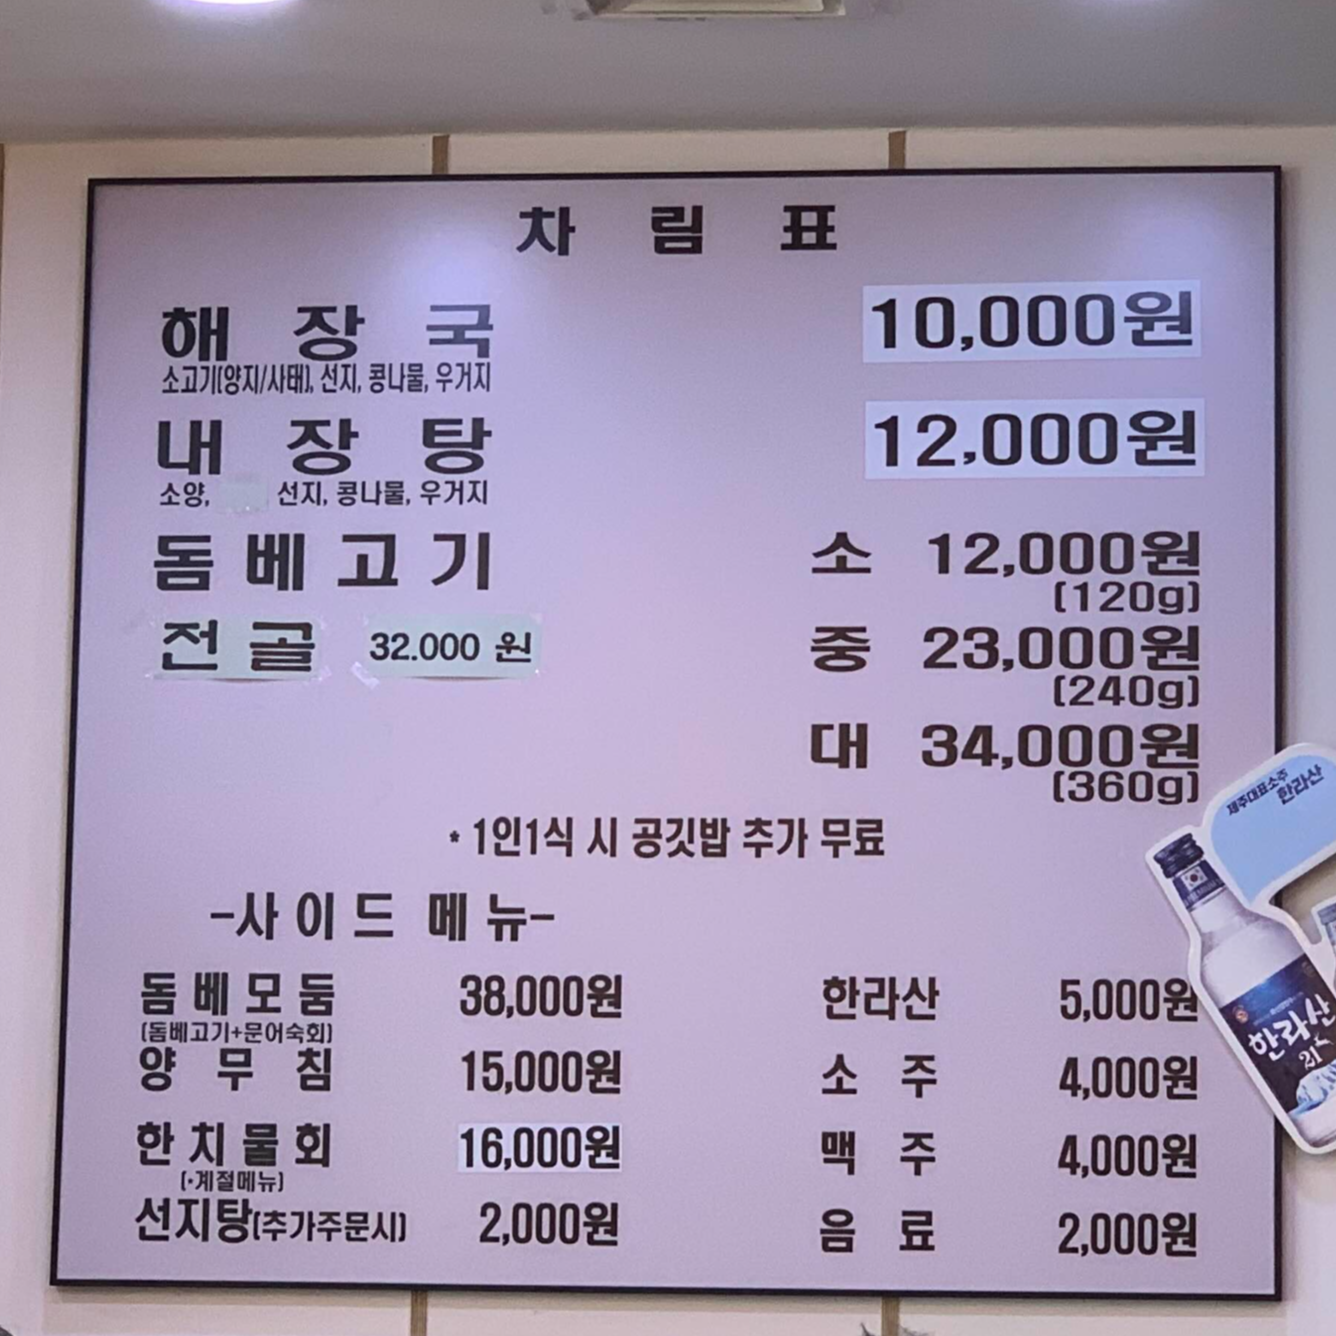 차 림 표
해 장 국 10,000원
소고기(양지/사태), 선지, 콩나물, 우거지
내 장 탕 12,000원
소양, 선지, 콩나물, 우거지
돔 베 고 기 소 12,000원
(120g)
전 골 32.000 원 중 23,000원
(240g)
대 34,000원
(360g)
* 1인1식 시 공깃밥 추가 무료
-사 이 드 메 뉴-
돔 베 모 둠 38,000원 한라산 5,000원
(돔베고기+문어숙회)
양 무 침 15,000원 소 주 4,000원
한 치 물 회 16,000원 맥 주 4,000원
(·계절메뉴)
선지탕(추가주문시) 2,000원 음 료 2,000원
제주대표소주
한라산
한라산
21